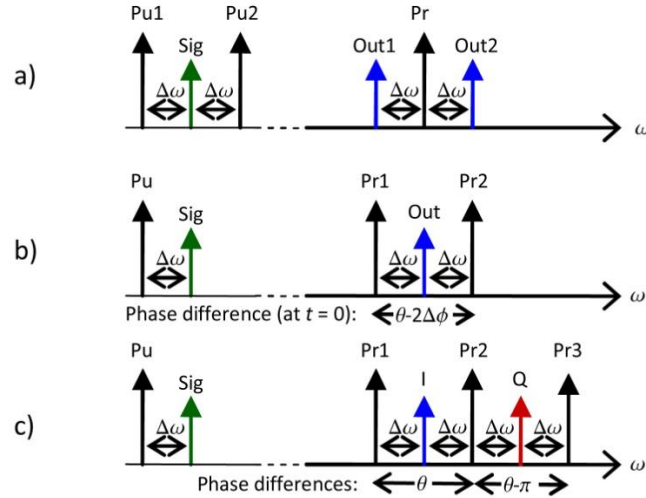 Pu1 Pu2 Pr
Sig Out1 Out2
a)
Δω Δω Δω Δω
ω
Pu Pr1 Pr2
Sig Out
b)
Δω Δω Δω
ω
Phase difference (at t = 0): θ-2Δϕ
Pu Pr1 Pr2 Pr3
Sig I Q
c)
Δω Δω Δω Δω Δω
ω
Phase differences: θ θ-π